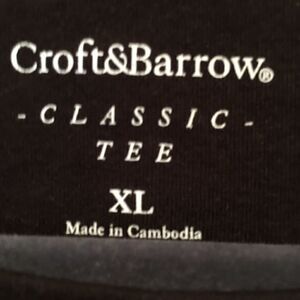 Croft&Barrow®
- CLASSIC -
TEE
XL
Made in Cambodia